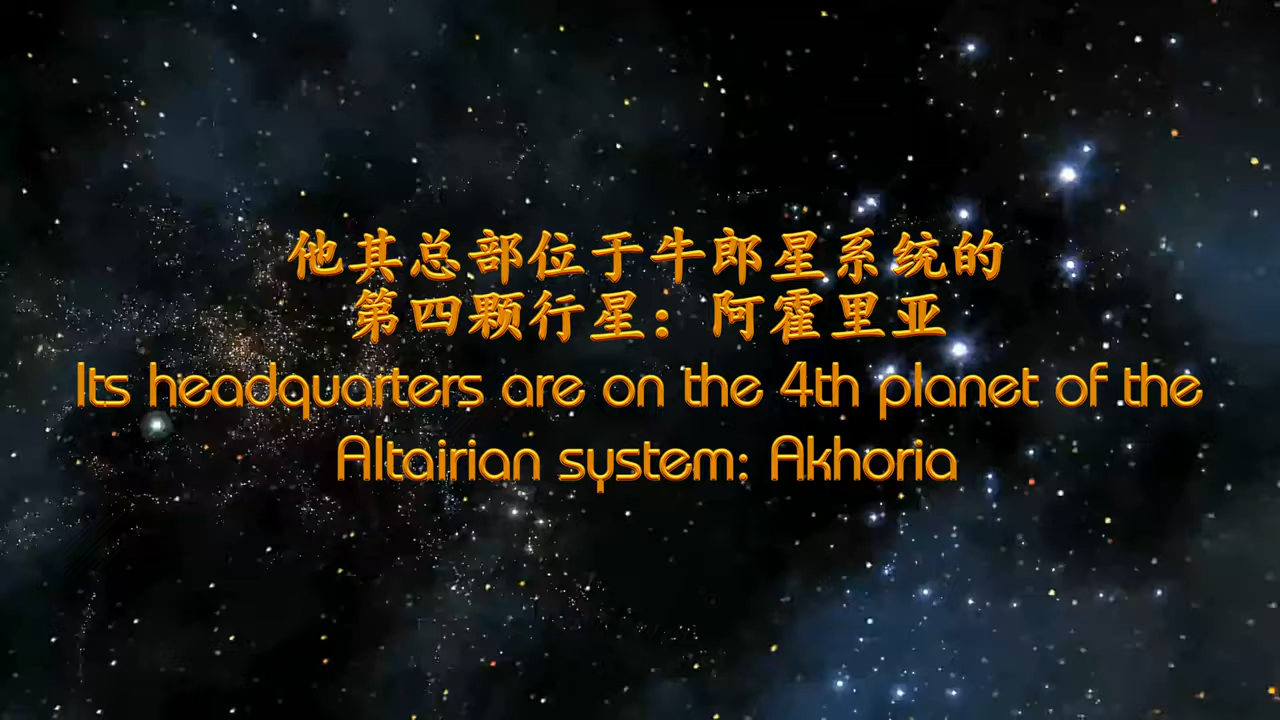 他其总部位于牛郎星系统的
第四颗行星：阿霍里亚
Its headquarters are on the 4th planet of the
Altairian system: Akhoria